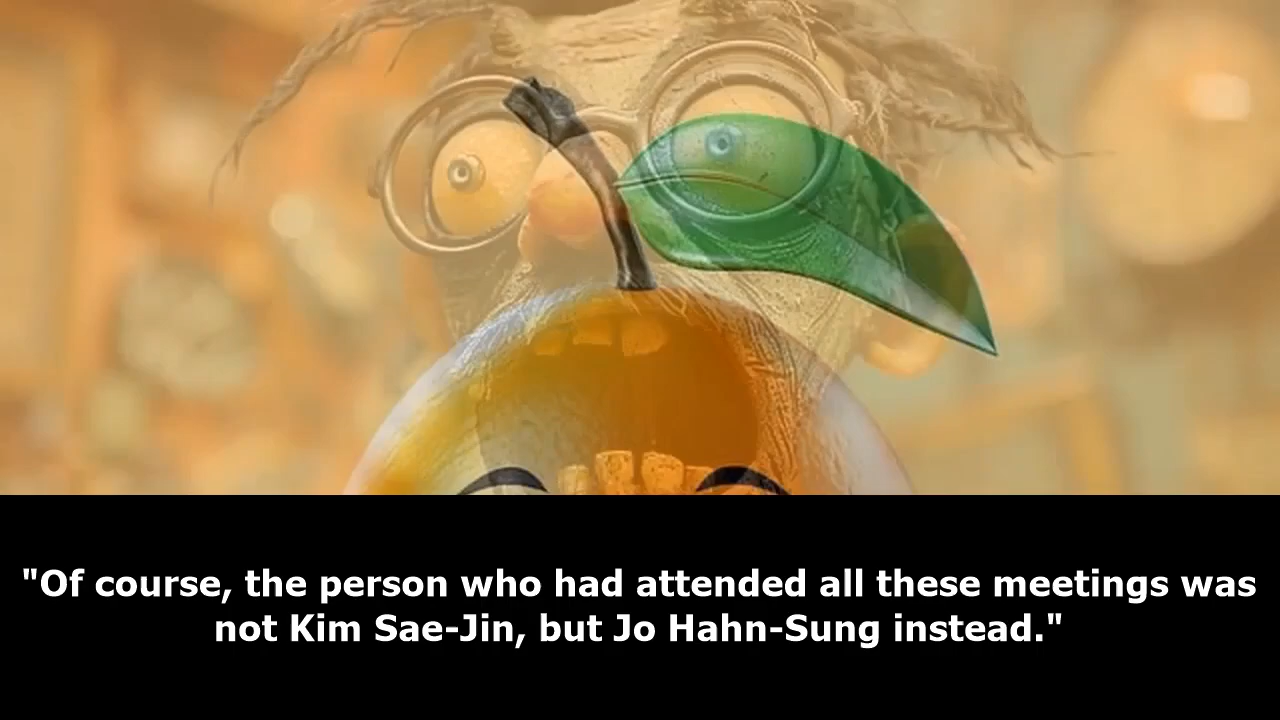 "Of course, the person who had attended all these meetings was
not Kim Sae-Jin, but Jo Hahn-Sung instead."